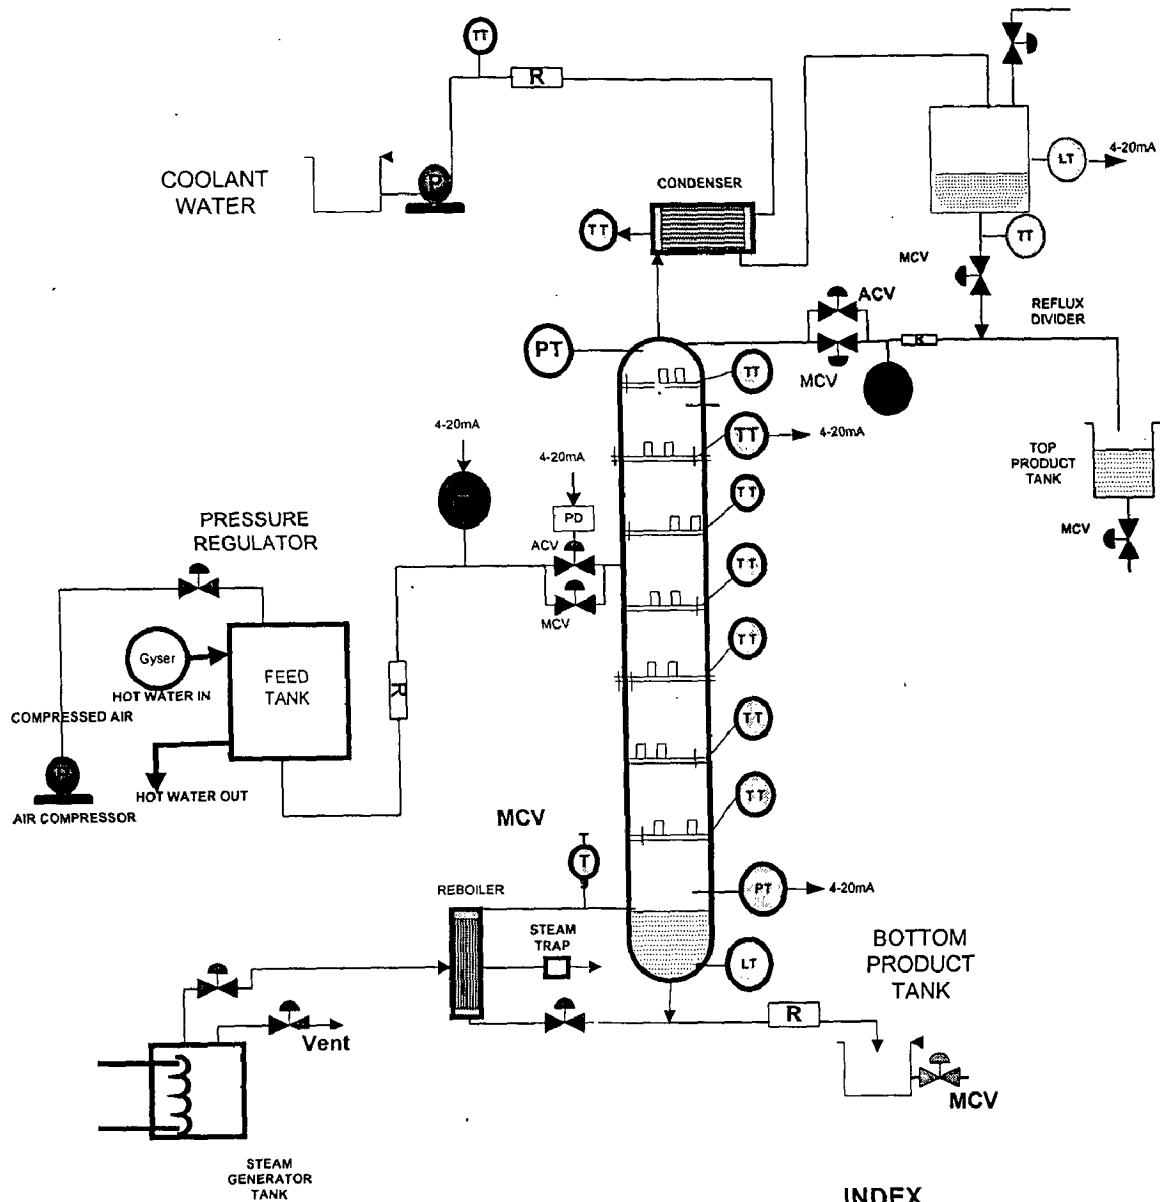 TT
R
COOLANT
WATER
P
CONDENSER
TT
LT
4-20mA
TT
MCV
ACV
REFLUX
DIVIDER
PT
MCV
TT
4-20mA
TT
4-20mA
4-20mA
TOP
PRODUCT
TANK
TT
PD
PRESSURE
REGULATOR
ACV
MCV
TT
MCV
TT
Gyser
FEED
TANK
R
HOT WATER IN
COMPRESSED AIR
TT
HOT WATER OUT
AIR COMPRESSOR
TT
MCV
T
T
REBOILER
PT
4-20mA
STEAM
TRAP
LT
BOTTOM
PRODUCT
TANK
R
Vent
MCV
STEAM
GENERATOR
TANK
INDEX